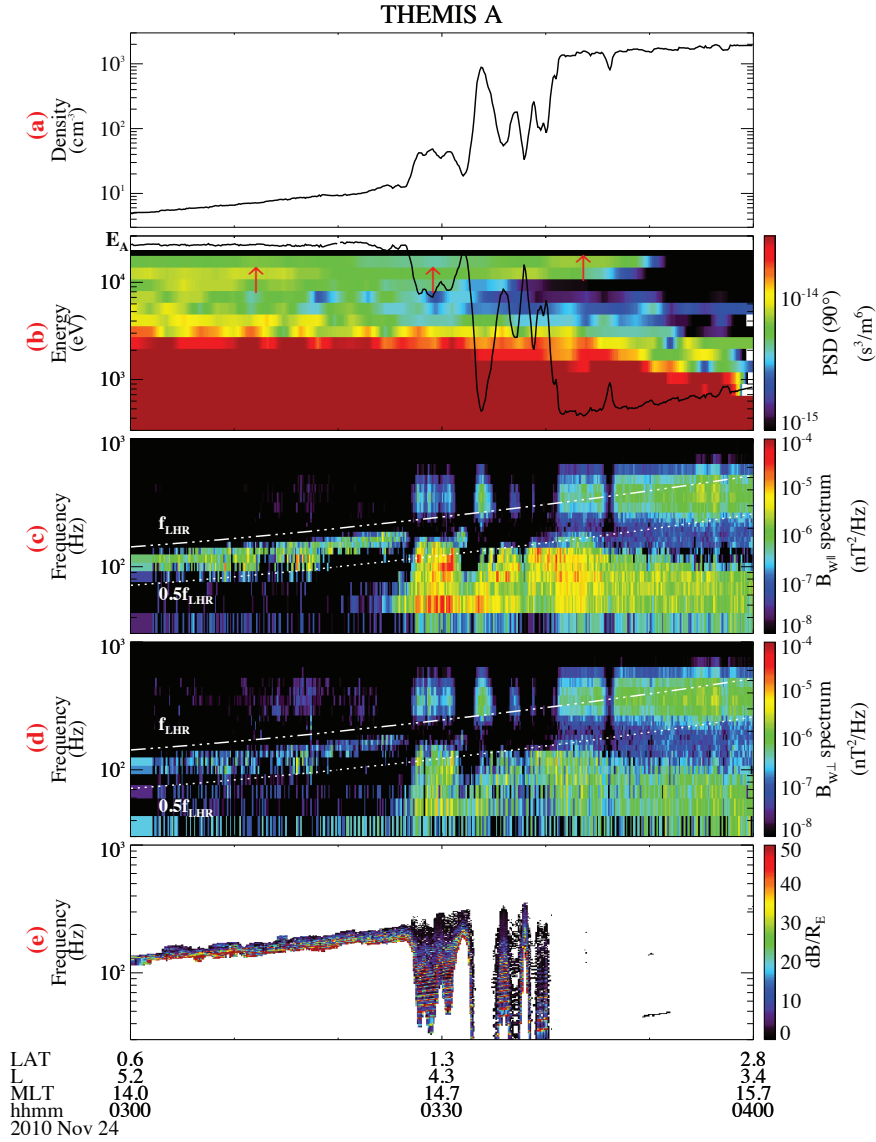 THEMIS A
(a)
Density
(cm⁻³)
10³
10²
10¹
E_A
(b)
Energy
(eV)
10⁴
10³
10⁻¹⁴
10⁻¹⁵
PSD (90°)
(s³/m⁶)
(c)
Frequency
(Hz)
10³
10²
f_LHR
0.5f_LHR
10⁻⁴
10⁻⁵
10⁻⁶
10⁻⁷
10⁻⁸
B_W∥ spectrum
(nT²/Hz)
(d)
Frequency
(Hz)
10³
10²
f_LHR
0.5f_LHR
10⁻⁴
10⁻⁵
10⁻⁶
10⁻⁷
10⁻⁸
B_W⊥ spectrum
(nT²/Hz)
(e)
Frequency
(Hz)
10³
10²
50
40
30
20
10
0
dB/R_E
LAT 0.6 1.3 2.8
L 5.2 4.3 3.4
MLT 14.0 14.7 15.7
hhmm 0300 0330 0400
2010 Nov 24